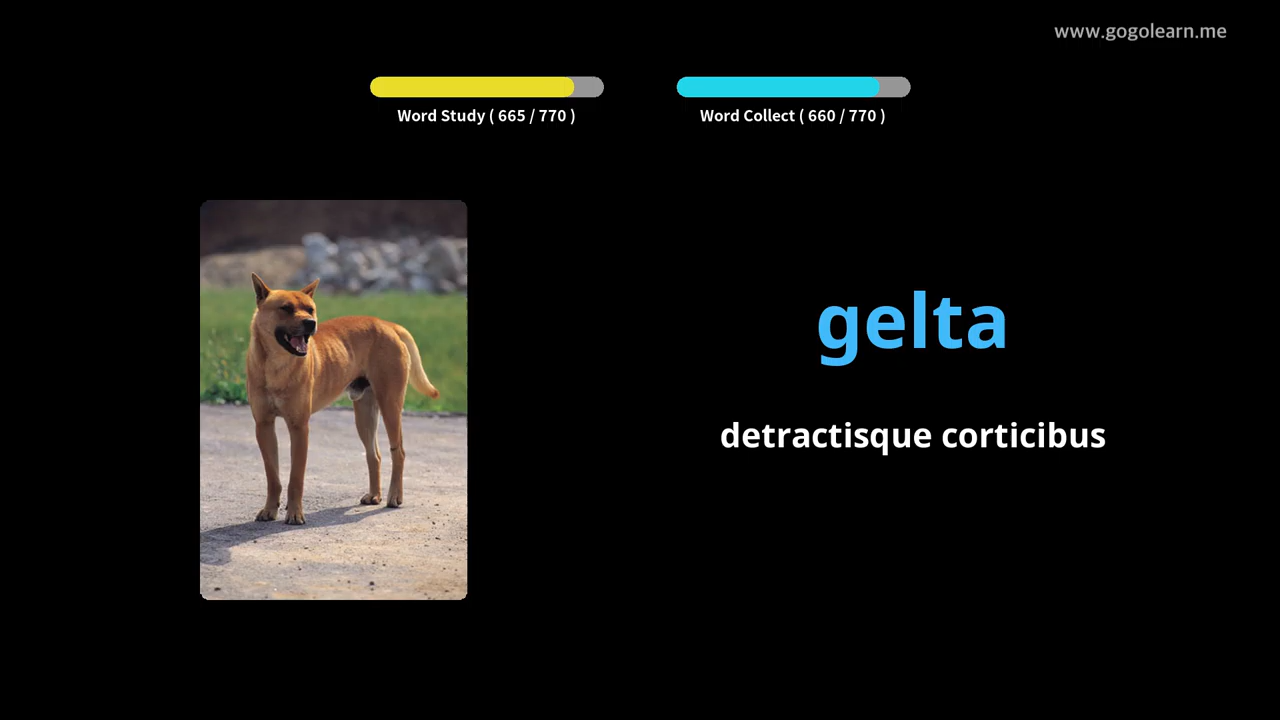 www.gogolearn.me
Word Study ( 665 / 770 )
Word Collect ( 660 / 770 )
gelta
detractisque corticibus